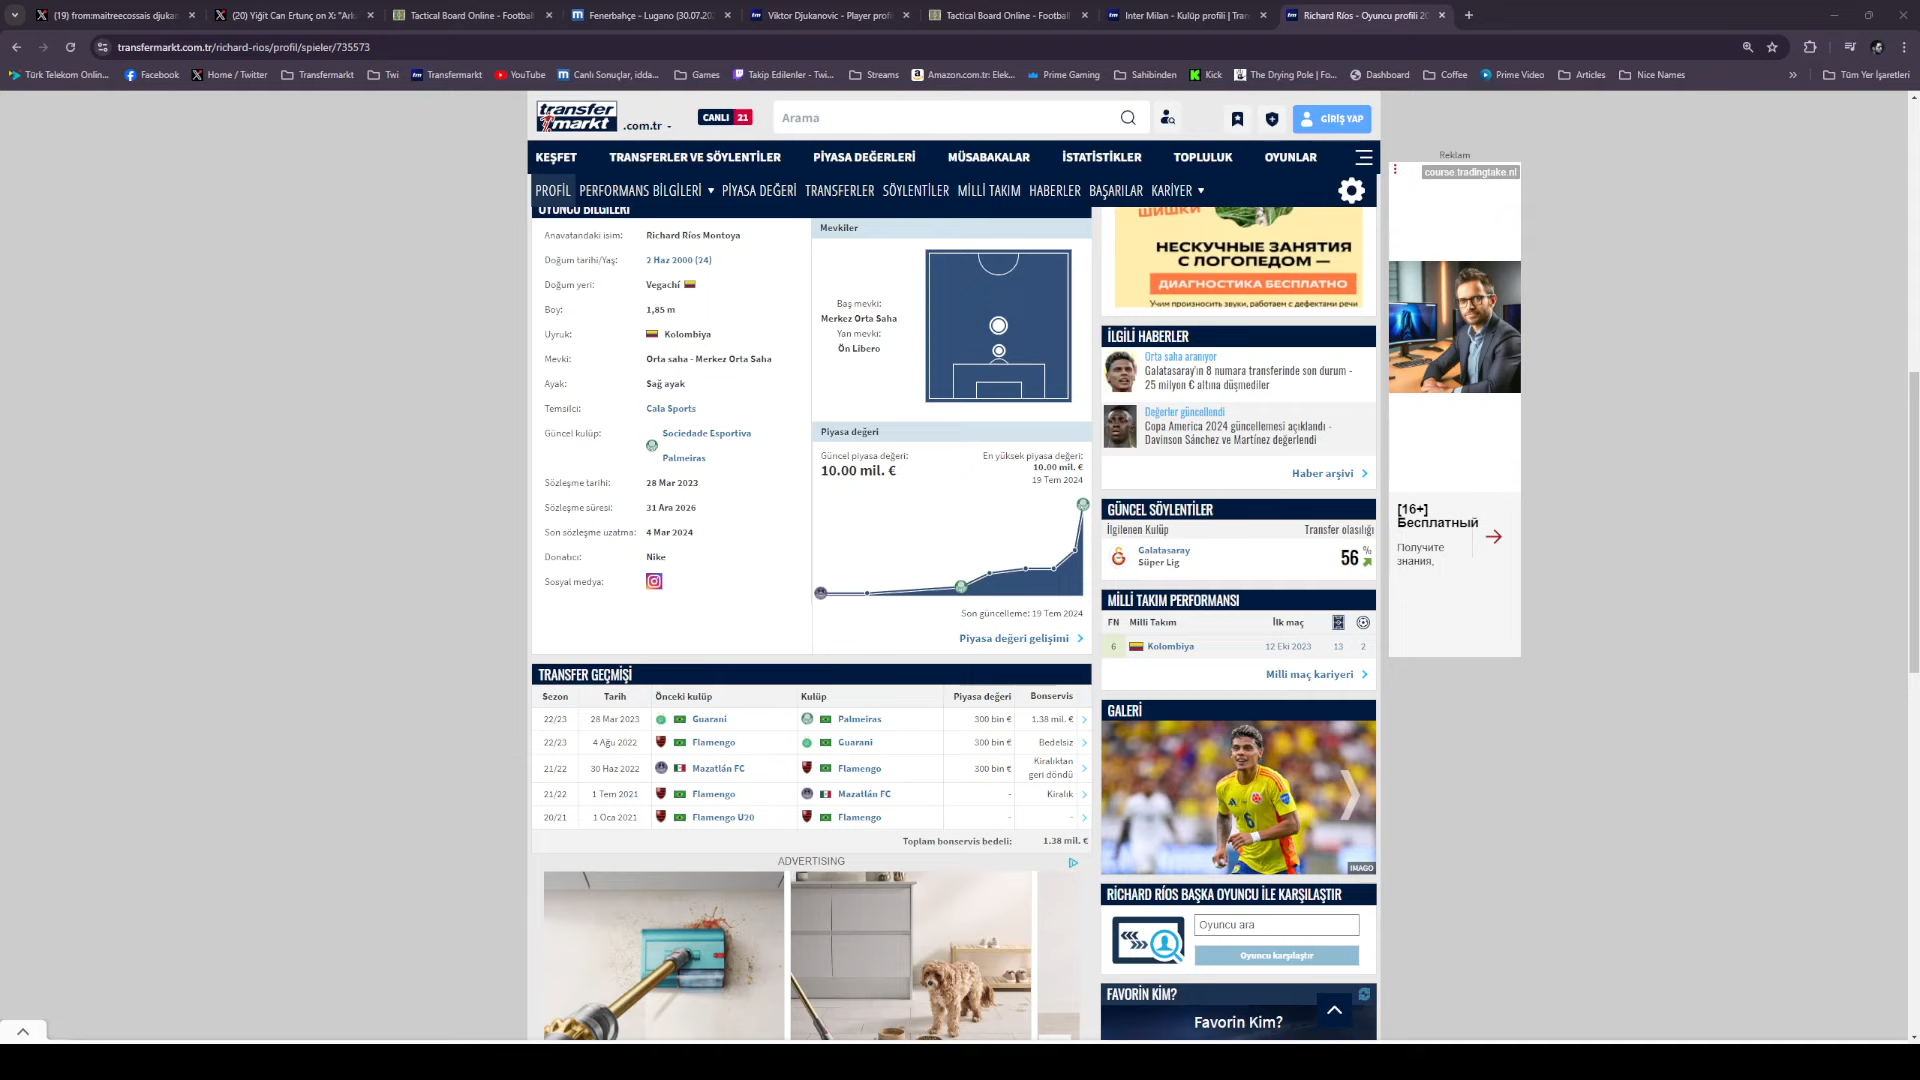 (19) from:maitreecossais djukan
(20) Yiğit Can Ertunç on X: "Ark
Tactical Board Online - Football
Fenerbahçe - Lugano (30.07.202
Viktor Djukanovic - Player profi
Tactical Board Online - Football
Inter Milan - Kulüp profili | Tran
Richard Ríos - Oyuncu profili 20
transfermarkt.com.tr/richard-rios/profil/spieler/735573
Türk Telekom Onlin...
Facebook
Home / Twitter
Transfermarkt
Twi
Transfermarkt
YouTube
Canlı Sonuçlar, idda...
Games
Takip Edilenler - Twi...
Streams
Amazon.com.tr: Elek...
Prime Gaming
Sahibinden
Kick
The Drying Pole | Fo...
Dashboard
Coffee
Prime Video
Articles
Nice Names
Tüm Yer İşaretleri
transfer
markt
.com.tr
CANLI 21
Arama
GİRİŞ YAP
KEŞFET TRANSFERLER VE SÖYLENTİLER PİYASA DEĞERLERİ MÜSABAKALAR İSTATİSTİKLER TOPLULUK OYUNLAR
PROFİL PERFORMANS BİLGİLERİ PİYASA DEĞERİ TRANSFERLER SÖYLENTİLER MİLLİ TAKIM HABERLER BAŞARILAR KARİYER
OYUNCU BİLGİLERİ
Anavatandaki isim: Richard Ríos Montoya
Doğum tarihi/Yaş: 2 Haz 2000 (24)
Doğum yeri: Vegachí
Boy: 1,85 m
Uyruk: Kolombiya
Mevki: Orta saha - Merkez Orta Saha
Ayak: Sağ ayak
Temsilci: Cala Sports
Güncel kulüp: Sociedade Esportiva
Palmeiras
Sözleşme tarihi: 28 Mar 2023
Sözleşme süresi: 31 Ara 2026
Son sözleşme uzatma: 4 Mar 2024
Donatıcı: Nike
Sosyal medya:
Mevkiler
Baş mevki:
Merkez Orta Saha
Yan mevki:
Ön Libero
Piyasa değeri
Güncel piyasa değeri:
10.00 mil. €
En yüksek piyasa değeri:
10.00 mil. €
19 Tem 2024
Son güncelleme: 19 Tem 2024
Piyasa değeri gelişimi
TRANSFER GEÇMİŞİ
Sezon Tarih Önceki kulüp Kulüp Piyasa değeri Bonservis
22/23 28 Mar 2023 Guarani Palmeiras 300 bin € 1.38 mil. €
22/23 4 Ağu 2022 Flamengo Guarani 300 bin € Bedelsiz
21/22 30 Haz 2022 Mazatlán FC Flamengo 300 bin € Kiralıktan
geri döndü
21/22 1 Tem 2021 Flamengo Mazatlán FC - Kiralık
20/21 1 Oca 2021 Flamengo U20 Flamengo - -
Toplam bonservis bedeli: 1.38 mil. €
ADVERTISING
ШИШКИ
НЕСКУЧНЫЕ ЗАНЯТИЯ
С ЛОГОПЕДОМ —
ДИАГНОСТИКА БЕСПЛАТНО
Учим произносить звуки, работаем с дефектами речи
İLGİLİ HABERLER
Orta saha aranıyor
Galatasaray'ın 8 numara transferinde son durum -
25 milyon € altına düşmediler
Değerler güncellendi
Copa America 2024 güncellemesi açıklandı -
Davinson Sánchez ve Martínez değerlendi
Haber arşivi
GÜNCEL SÖYLENTİLER
İlgilenen Kulüp Transfer olasılığı
Galatasaray
Süper Lig
56 %
MİLLİ TAKIM PERFORMANSI
FN Milli Takım İlk maç
6 Kolombiya 12 Eki 2023 13 2
Milli maç kariyeri
GALERİ
6
IMAGO
RİCHARD RÍOS BAŞKA OYUNCU İLE KARŞILAŞTIR
Oyuncu ara
Oyuncu karşılaştır
FAVORİN KİM?
Favorin Kim?
Reklam
course.tradingtake.nl
[16+]
Бесплатный
Получите
знания,